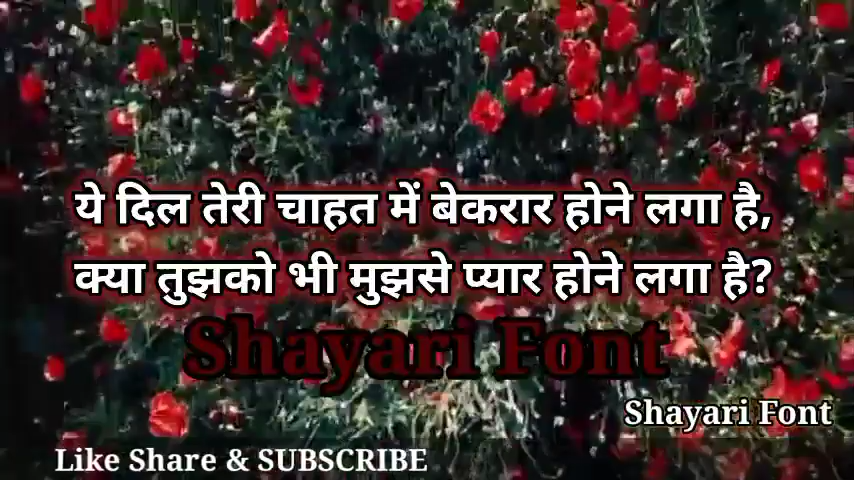 ये दिल तेरी चाहत में बेकरार होने लगा है,
क्या तुझको भी मुझसे प्यार होने लगा है?
Shayari Font
Shayari Font
Like Share & SUBSCRIBE